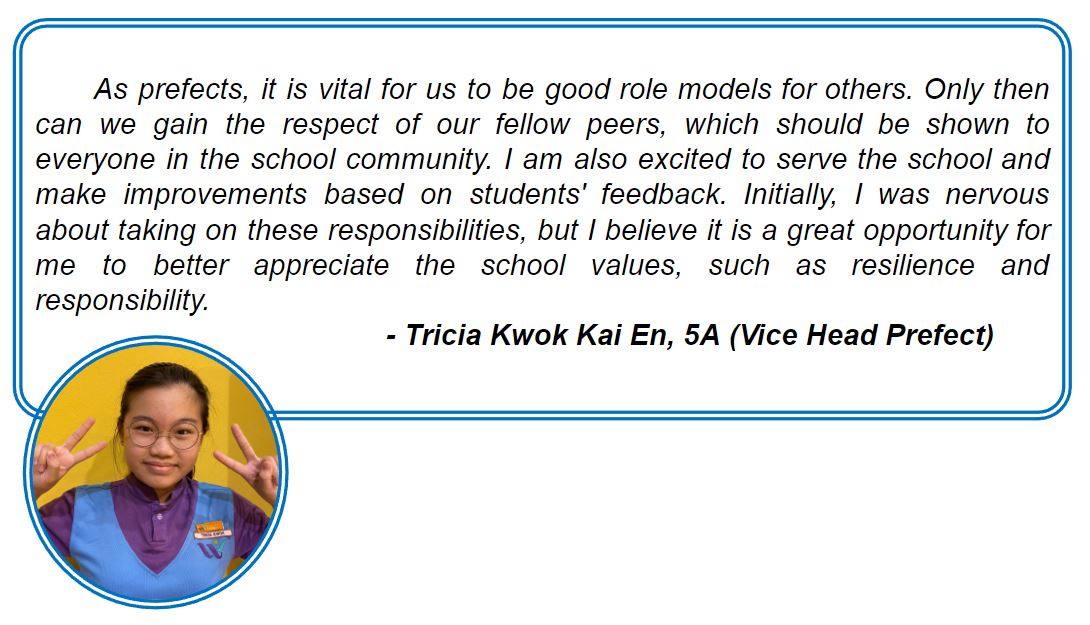 As prefects, it is vital for us to be good role models for others. Only then
can we gain the respect of our fellow peers, which should be shown to
everyone in the school community. I am also excited to serve the school and
make improvements based on students' feedback. Initially, I was nervous
about taking on these responsibilities, but I believe it is a great opportunity for
me to better appreciate the school values, such as resilience and
responsibility.
- Tricia Kwok Kai En, 5A (Vice Head Prefect)